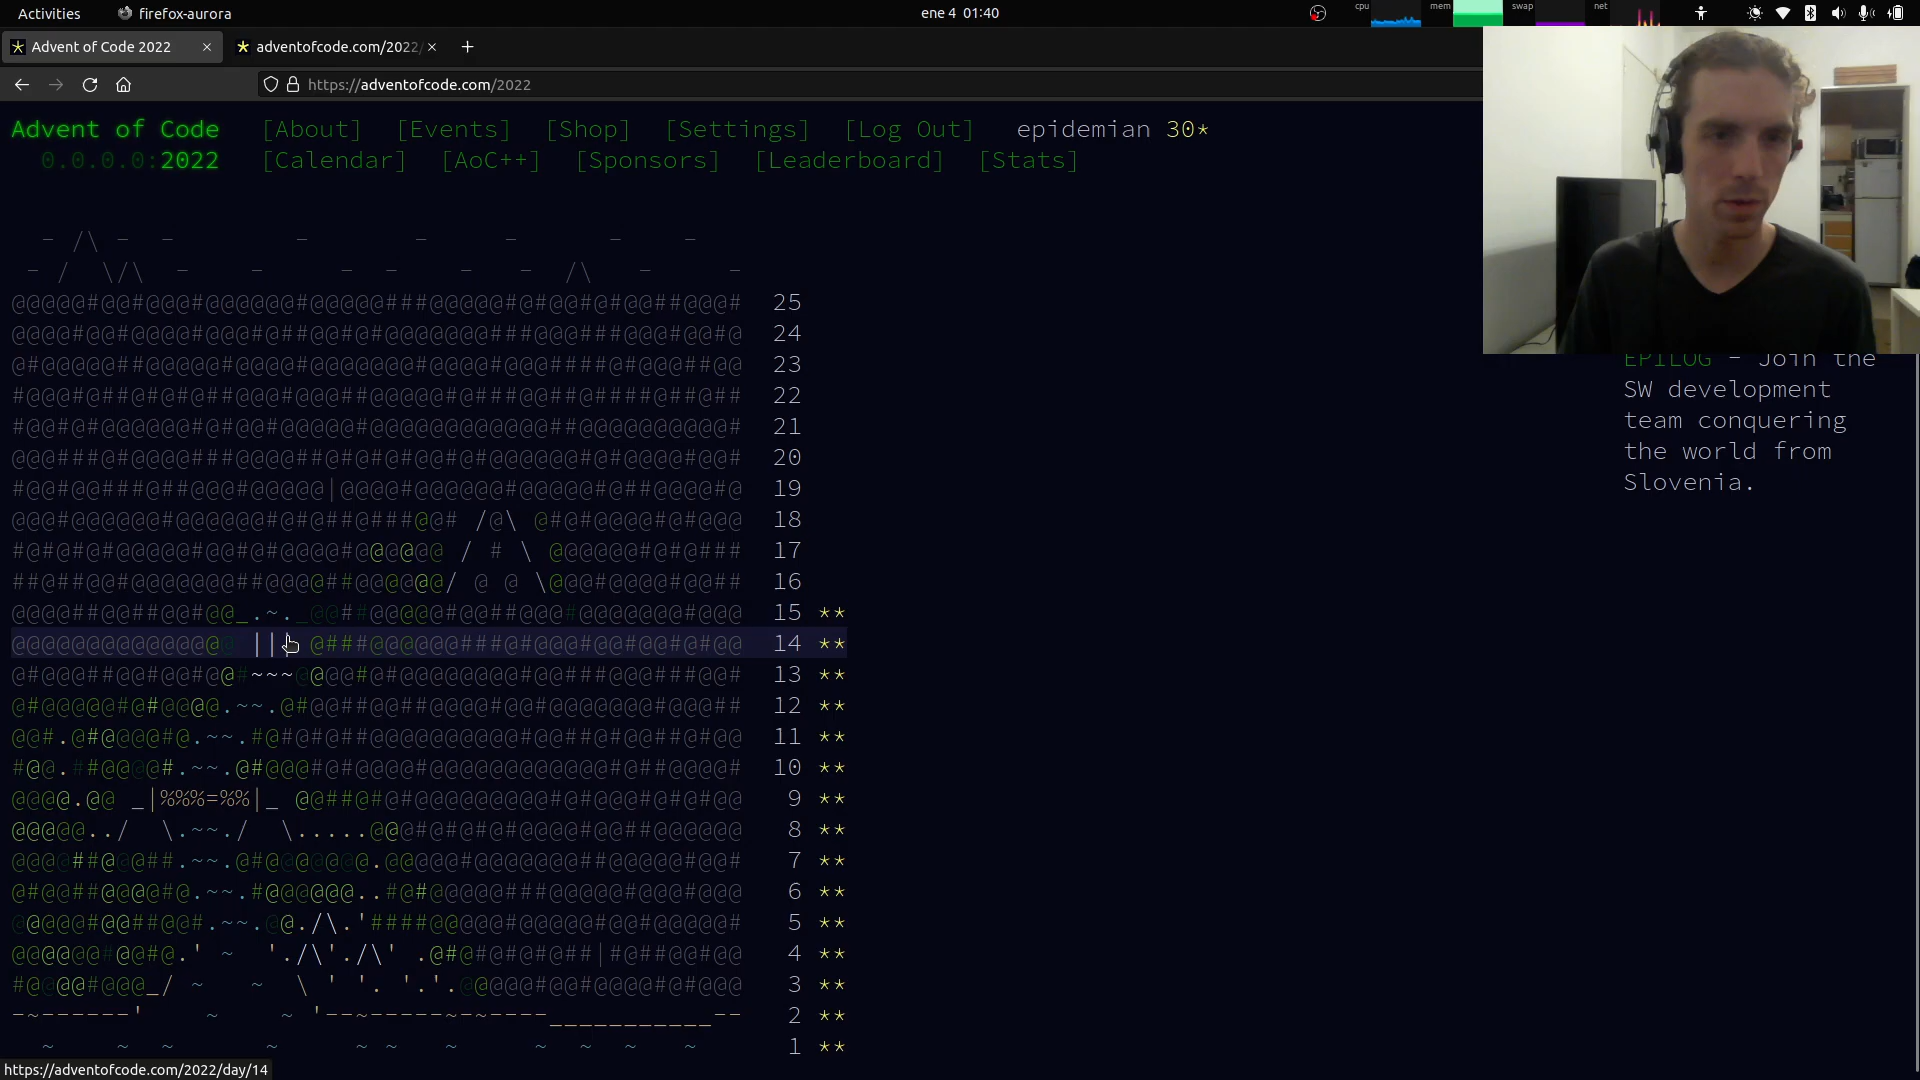 Activities firefox-aurora ene 4 01:40 cpu mem swap net
Advent of Code 2022 adventofcode.com/2022/
https://adventofcode.com/2022
Advent of Code [About] [Events] [Shop] [Settings] [Log Out] epidemian 30*
0.0.0.0:2022 [Calendar] [AoC++] [Sponsors] [Leaderboard] [Stats]
25
24
23
22
21
20
19
18
17
16
15 **
14 **
13 **
12 **
11 **
10 **
9 **
8 **
7 **
6 **
5 **
4 **
3 **
2 **
1 **
EPILOG - Join the
SW development
team conquering
the world from
Slovenia.
https://adventofcode.com/2022/day/14